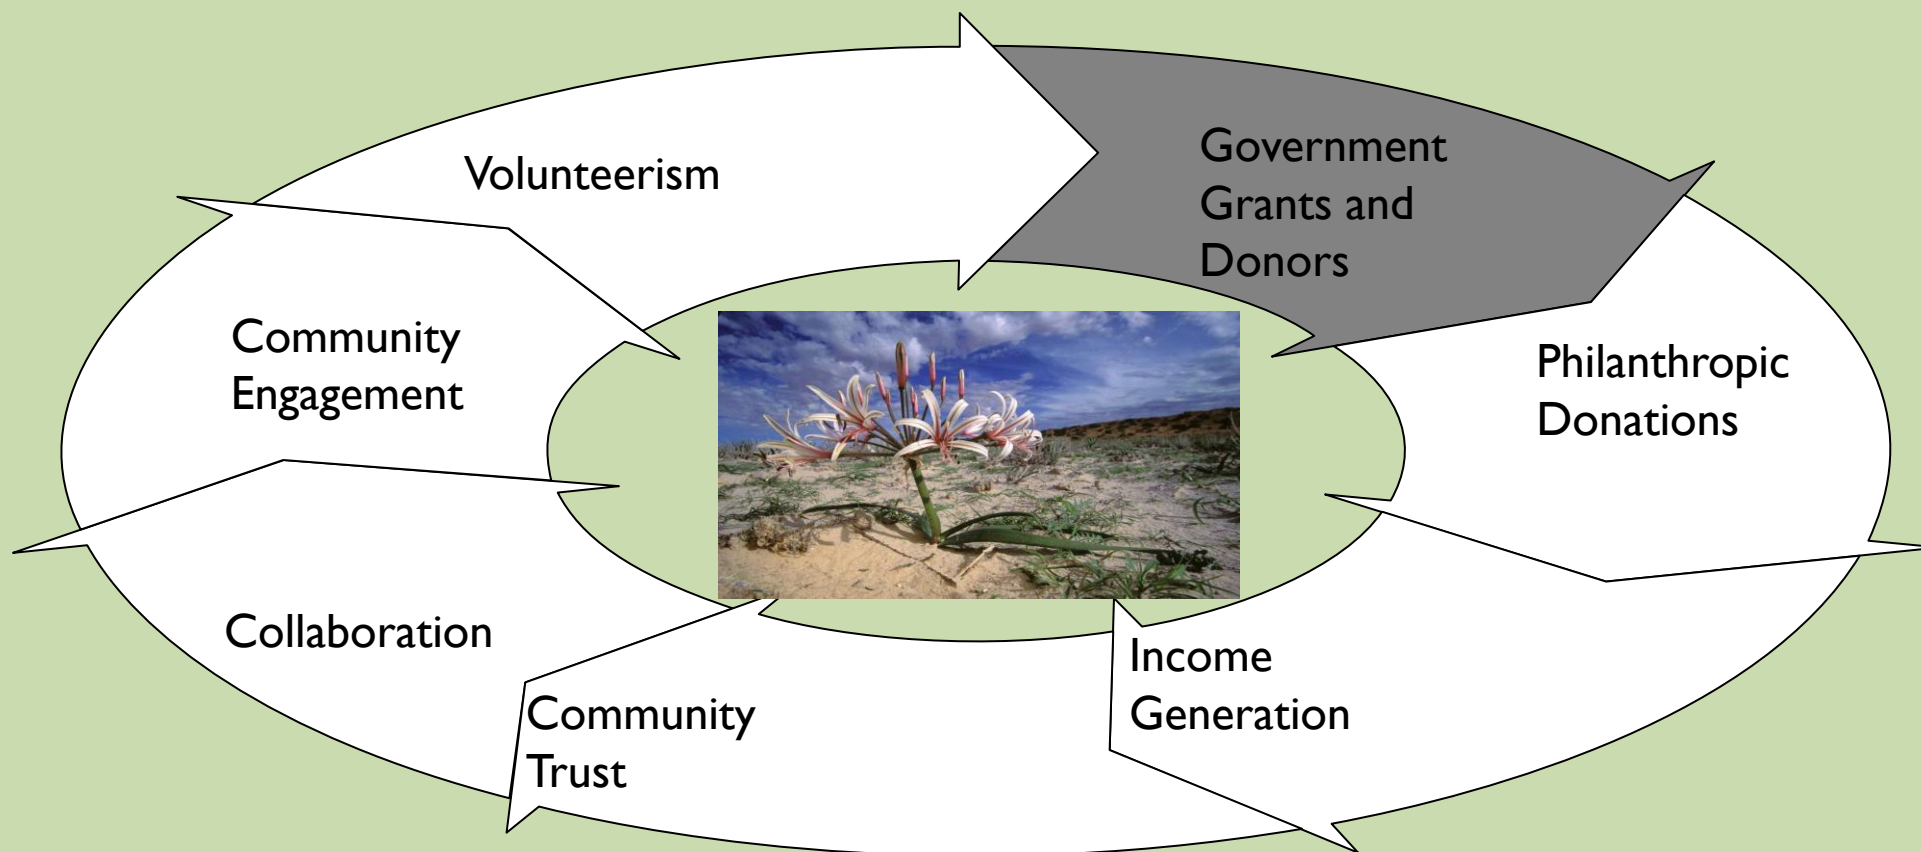 Volunteerism
Government
Grants and
Donors
Philanthropic
Donations
Income
Generation
Community
Trust
Collaboration
Community
Engagement